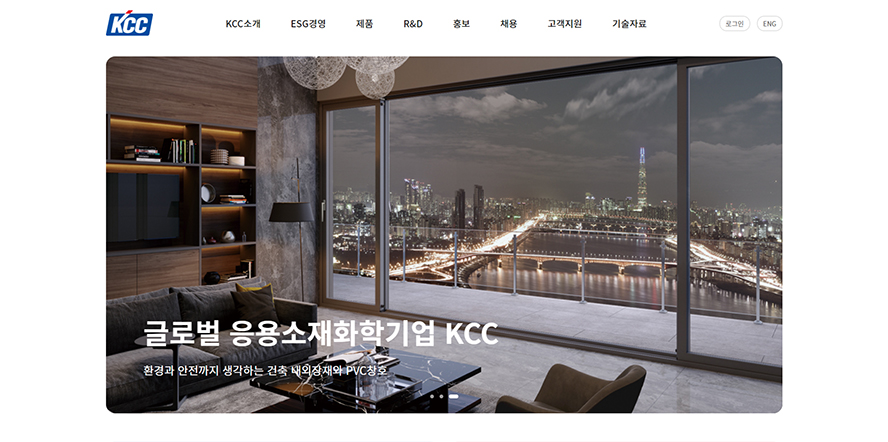 KCC
KCC소개 ESG경영 제품 R&D 홍보 채용 고객지원 기술자료 로그인 ENG
글로벌 응용소재화학기업 KCC
환경과 안전까지 생각하는 건축 내외장재와 PVC창호